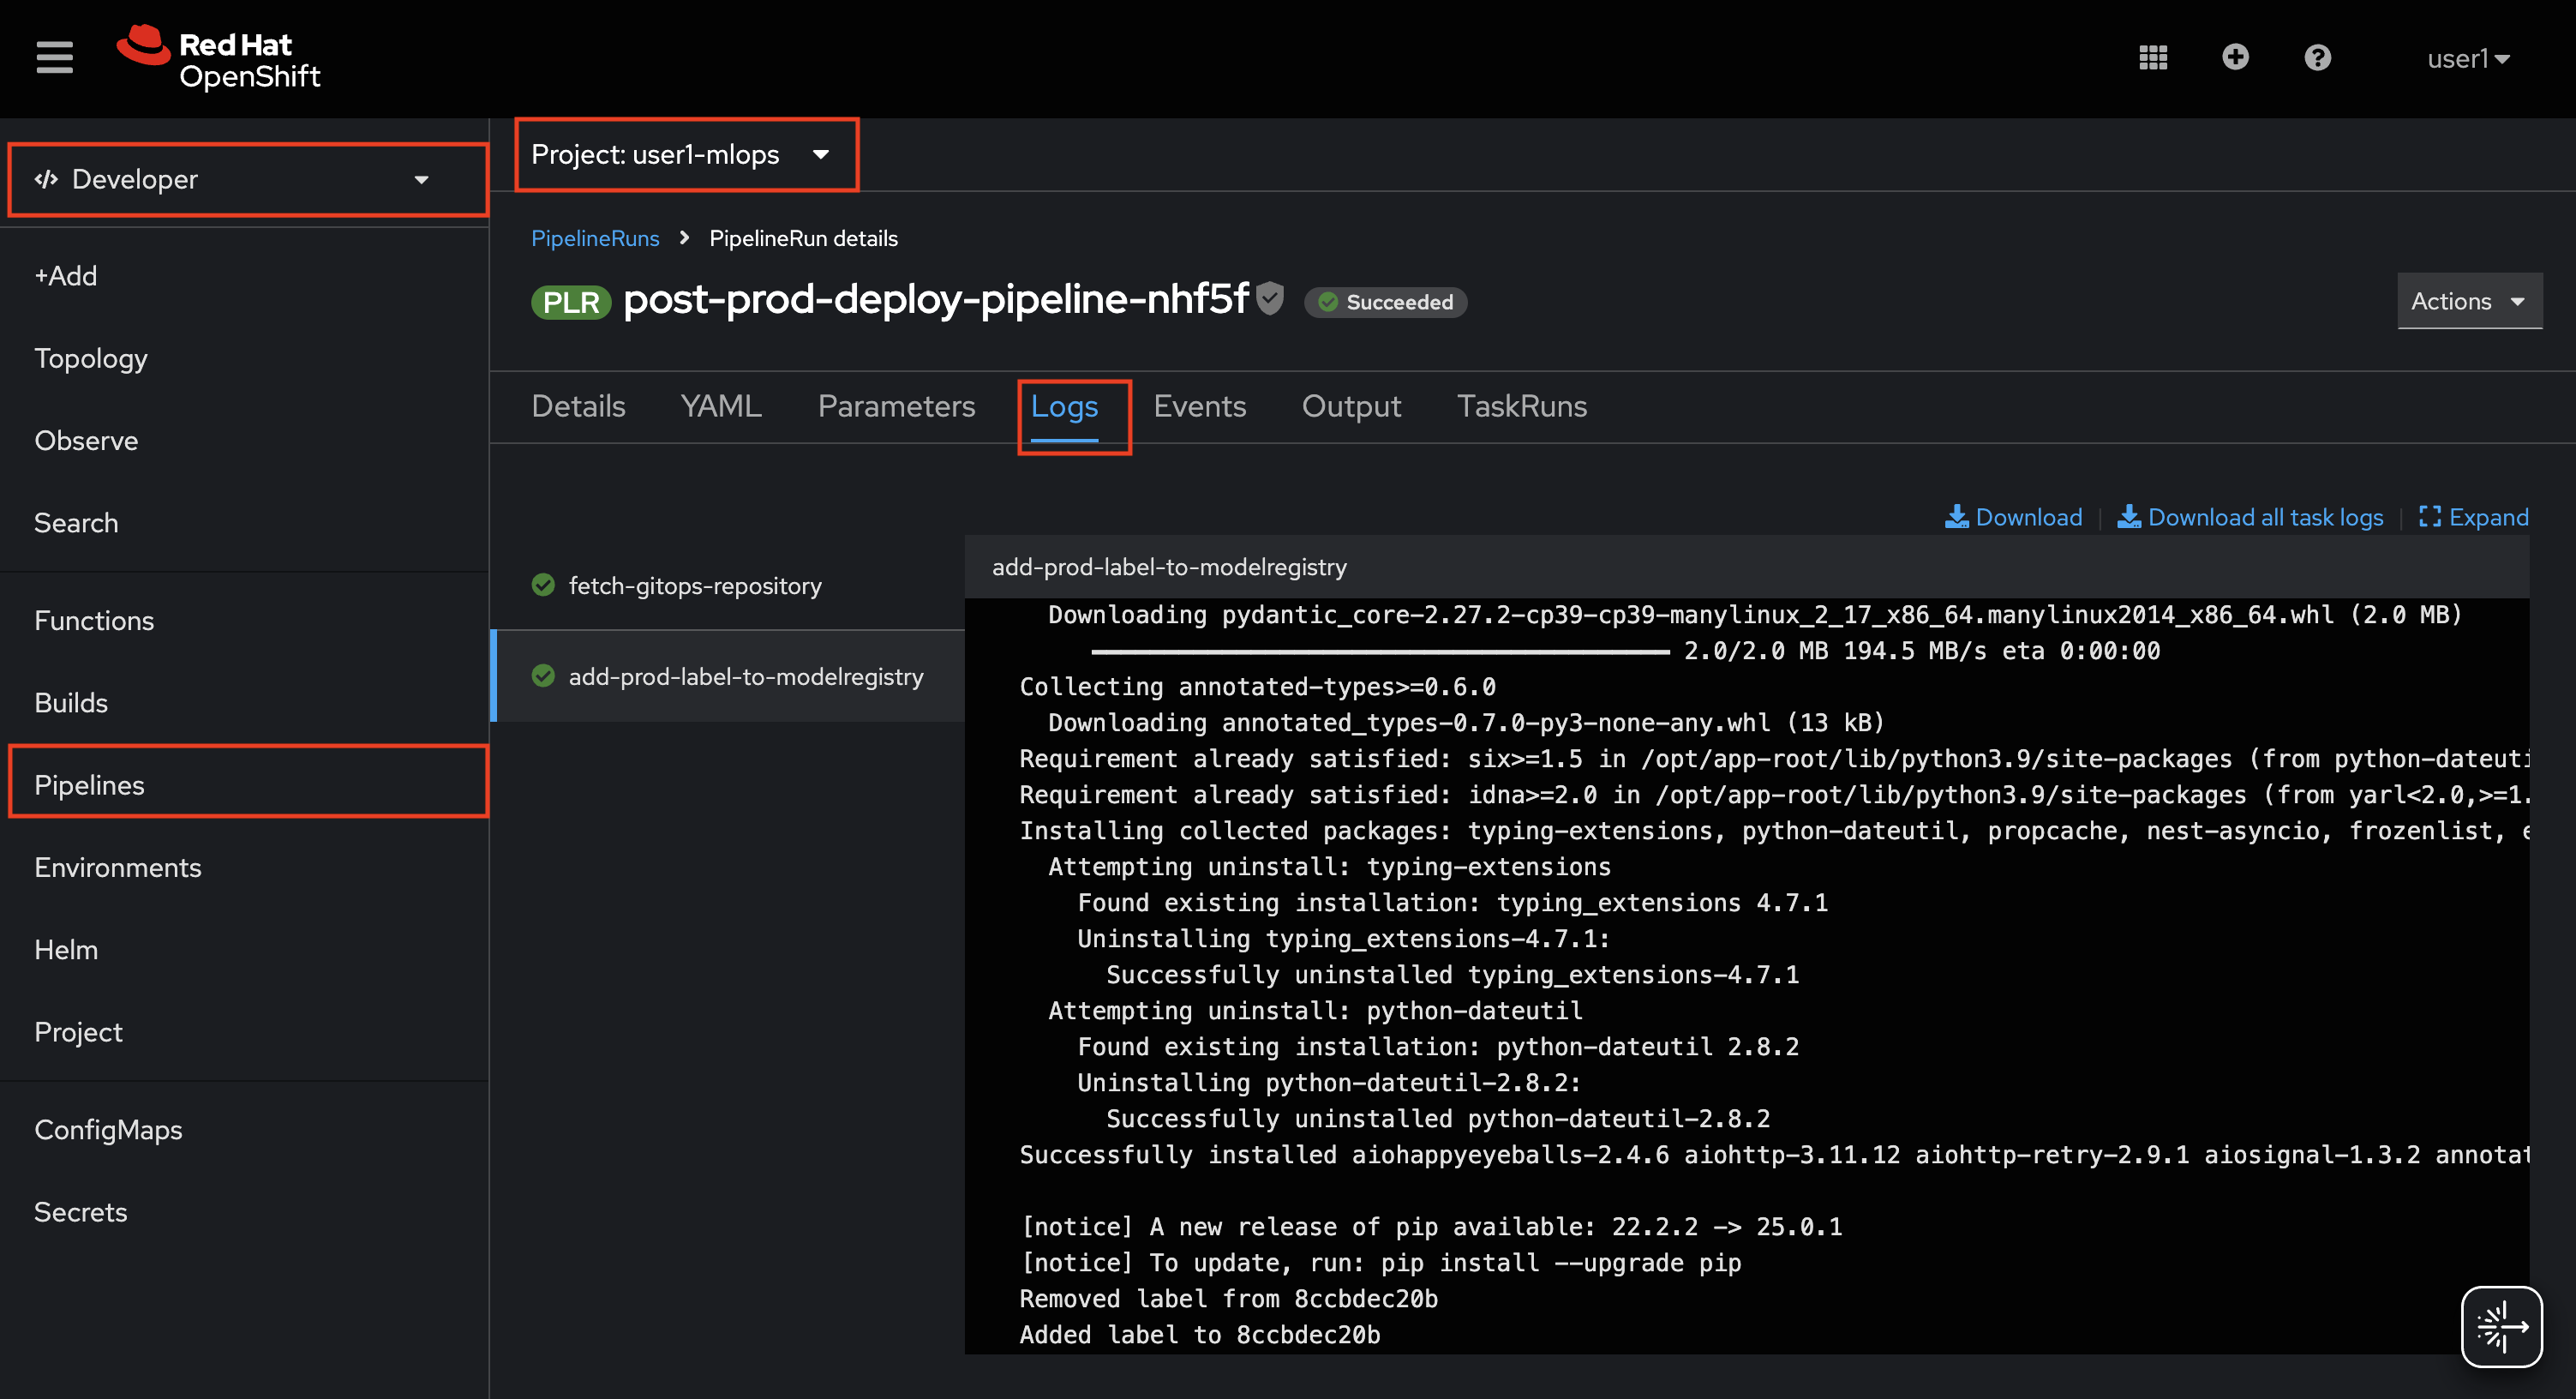 Red Hat
OpenShift
user1
Developer
+Add
Topology
Observe
Search
Functions
Builds
Pipelines
Environments
Helm
Project
ConfigMaps
Secrets
Project: user1-mlops
PipelineRuns
PipelineRun details
PLR post-prod-deploy-pipeline-nhf5f Succeeded
Actions
Details YAML Parameters Logs Events Output TaskRuns
Download | Download all task logs | Expand
fetch-gitops-repository
add-prod-label-to-modelregistry
add-prod-label-to-modelregistry
Downloading pydantic_core-2.27.2-cp39-cp39-manylinux_2_17_x86_64.manylinux2014_x86_64.whl (2.0 MB)
2.0/2.0 MB 194.5 MB/s eta 0:00:00
Collecting annotated-types>=0.6.0
Downloading annotated_types-0.7.0-py3-none-any.whl (13 kB)
Requirement already satisfied: six>=1.5 in /opt/app-root/lib/python3.9/site-packages (from python-dateuti
Requirement already satisfied: idna>=2.0 in /opt/app-root/lib/python3.9/site-packages (from yarl<2.0,>=1.
Installing collected packages: typing-extensions, python-dateutil, propcache, nest-asyncio, frozenlist, e
Attempting uninstall: typing-extensions
Found existing installation: typing_extensions 4.7.1
Uninstalling typing_extensions-4.7.1:
Successfully uninstalled typing_extensions-4.7.1
Attempting uninstall: python-dateutil
Found existing installation: python-dateutil 2.8.2
Uninstalling python-dateutil-2.8.2:
Successfully uninstalled python-dateutil-2.8.2
Successfully installed aiohappyeyeballs-2.4.6 aiohttp-3.11.12 aiohttp-retry-2.9.1 aiosignal-1.3.2 annotat
[notice] A new release of pip available: 22.2.2 -> 25.0.1
[notice] To update, run: pip install --upgrade pip
Removed label from 8ccbdec20b
Added label to 8ccbdec20b